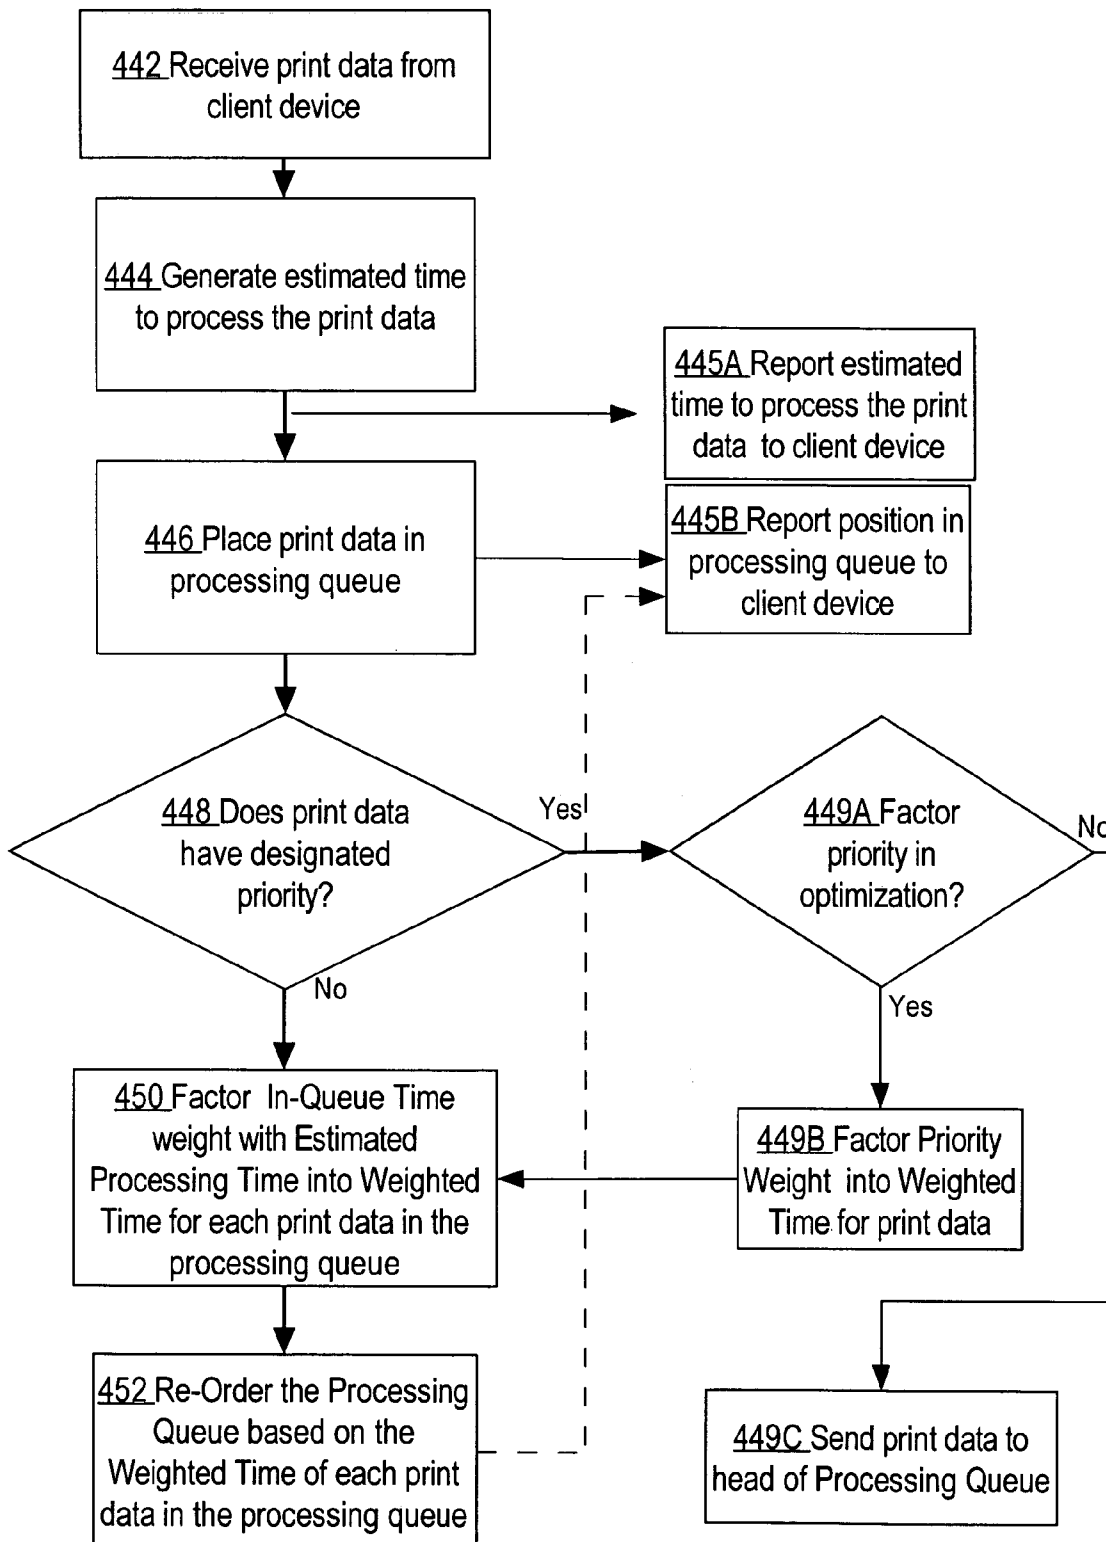 442 Receive print data from
client device
444 Generate estimated time
to process the print data
445A Report estimated
time to process the print
data to client device
446 Place print data in
processing queue
445B Report position in
processing queue to
client device
448 Does print data
have designated
priority?
Yes
449A Factor
priority in
optimization?
No
No
Yes
450 Factor In-Queue Time
weight with Estimated
Processing Time into Weighted
Time for each print data in the
processing queue
449B Factor Priority
Weight into Weighted
Time for print data
452 Re-Order the Processing
Queue based on the
Weighted Time of each print
data in the processing queue
449C Send print data to
head of Processing Queue